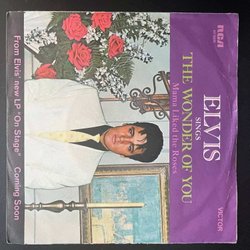 RCA
VICTOR
ELVIS
SINGS
THE WONDER OF YOU
Mama Liked the Roses
From Elvis' new LP "On Stage" Coming Soon